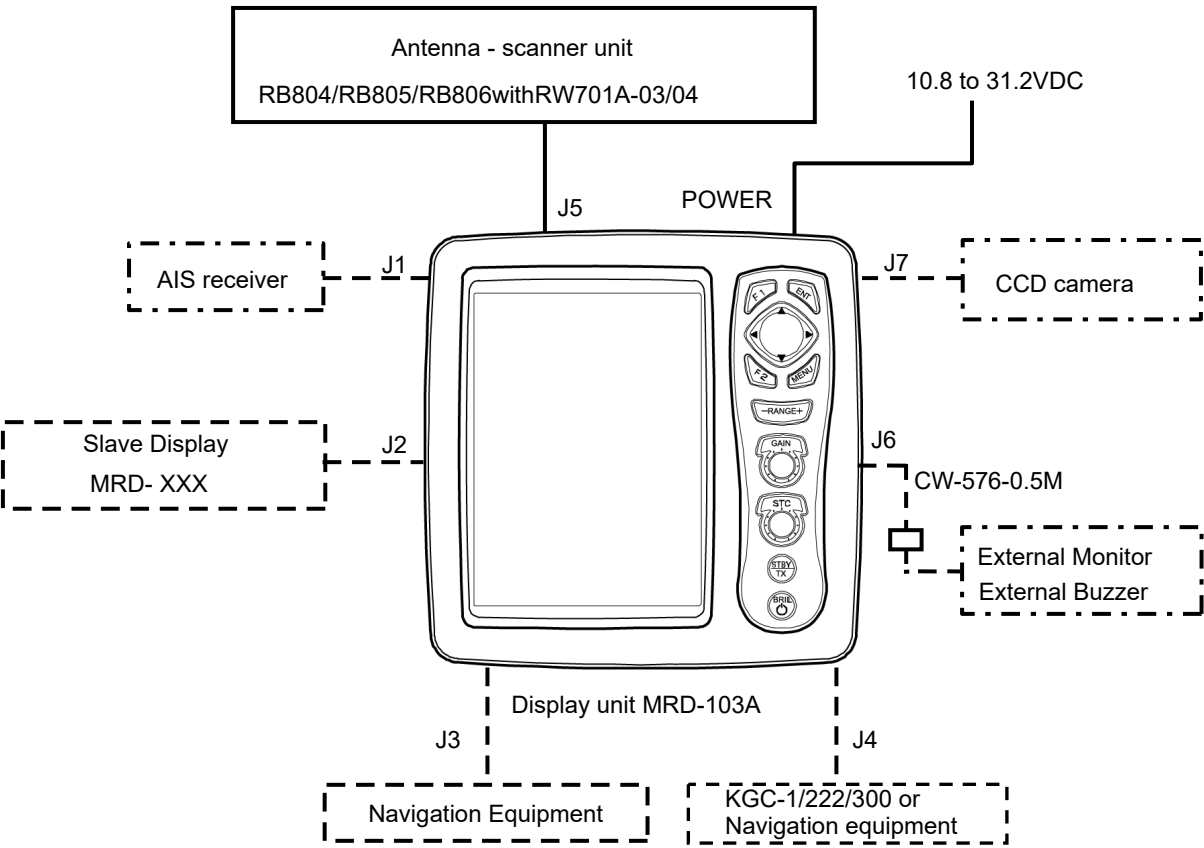 Antenna - scanner unit
RB804/RB805/RB806withRW701A-03/04
10.8 to 31.2VDC
POWER
J5
AIS receiver
J1
J7
CCD camera
F1
ENT
F2
MENU
−RANGE+
Slave Display
MRD- XXX
J2
GAIN
J6
CW-576-0.5M
STC
STBY
TX
External Monitor
External Buzzer
BRIL
Display unit MRD-103A
J3
J4
Navigation Equipment
KGC-1/222/300 or
Navigation equipment